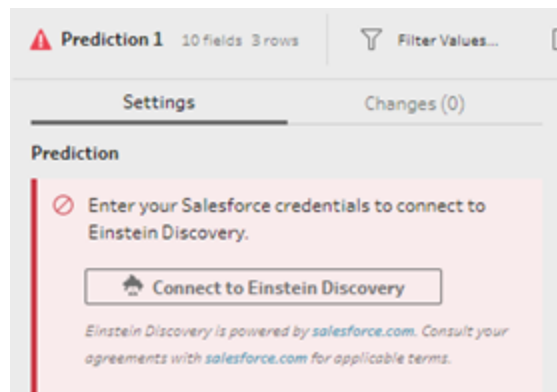 Prediction 1 10 fields 3 rows Filter Values...
Settings Changes (0)
Prediction
Enter your Salesforce credentials to connect to
Einstein Discovery.
Connect to Einstein Discovery
Einstein Discovery is powered by salesforce.com. Consult your
agreements with salesforce.com for applicable terms.